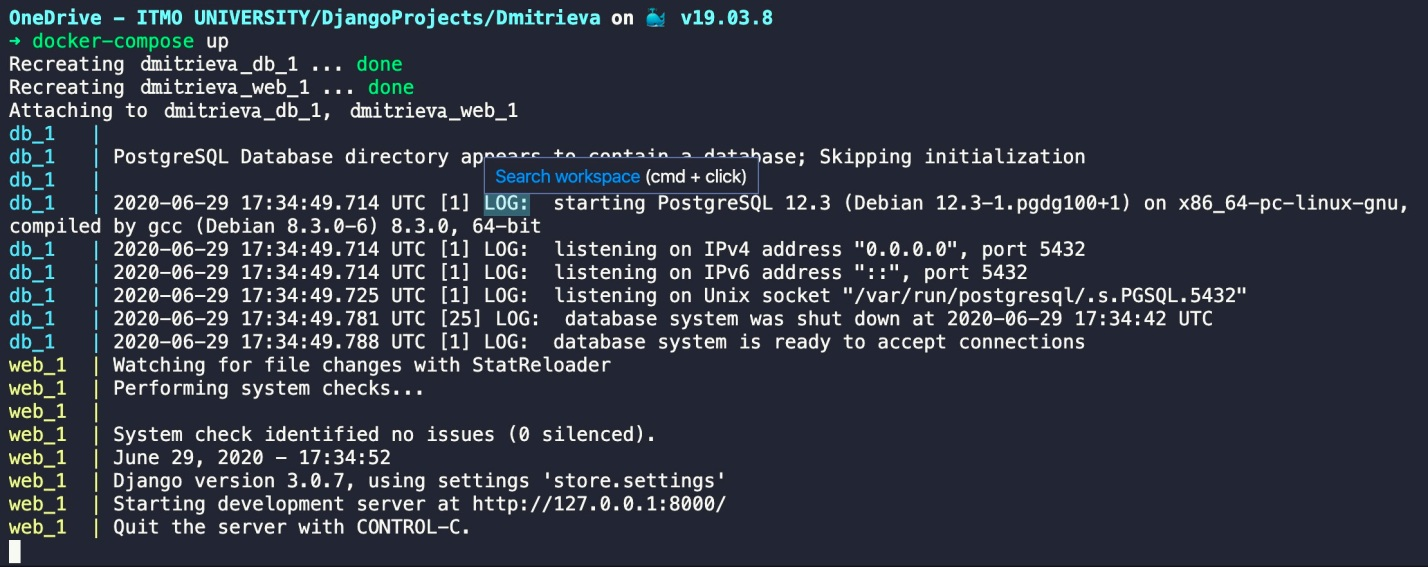 OneDrive - ITMO UNIVERSITY/DjangoProjects/Dmitrieva on 🐳 v19.03.8
→ docker-compose up
Recreating dmitrieva_db_1 ... done
Recreating dmitrieva_web_1 ... done
Attaching to dmitrieva_db_1, dmitrieva_web_1
db_1   |
db_1   | PostgreSQL Database directory appears to contain a database; Skipping initialization
Search workspace (cmd + click)
db_1   |
db_1   | 2020-06-29 17:34:49.714 UTC [1] LOG:  starting PostgreSQL 12.3 (Debian 12.3-1.pgdg100+1) on x86_64-pc-linux-gnu,
compiled by gcc (Debian 8.3.0-6) 8.3.0, 64-bit
db_1   | 2020-06-29 17:34:49.714 UTC [1] LOG:  listening on IPv4 address "0.0.0.0", port 5432
db_1   | 2020-06-29 17:34:49.714 UTC [1] LOG:  listening on IPv6 address "::", port 5432
db_1   | 2020-06-29 17:34:49.725 UTC [1] LOG:  listening on Unix socket "/var/run/postgresql/.s.PGSQL.5432"
db_1   | 2020-06-29 17:34:49.781 UTC [25] LOG:  database system was shut down at 2020-06-29 17:34:42 UTC
db_1   | 2020-06-29 17:34:49.788 UTC [1] LOG:  database system is ready to accept connections
web_1  | Watching for file changes with StatReloader
web_1  | Performing system checks...
web_1  |
web_1  | System check identified no issues (0 silenced).
web_1  | June 29, 2020 - 17:34:52
web_1  | Django version 3.0.7, using settings 'store.settings'
web_1  | Starting development server at http://127.0.0.1:8000/
web_1  | Quit the server with CONTROL-C.